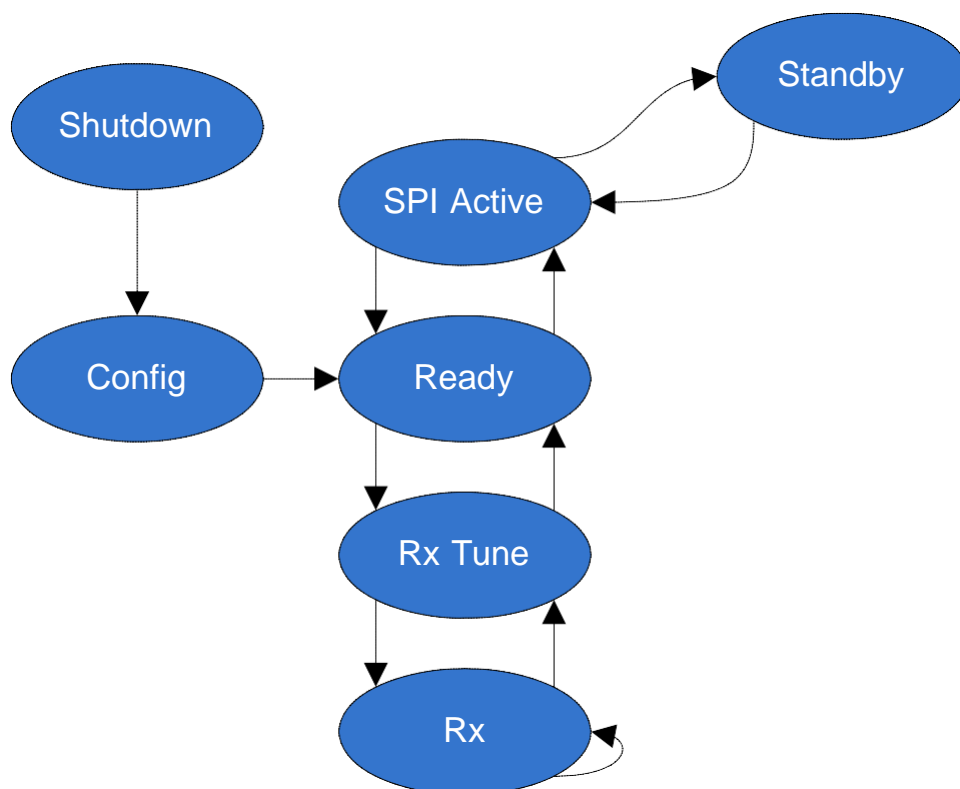 Standby
Shutdown
SPI Active
Config
Ready
Rx Tune
Rx